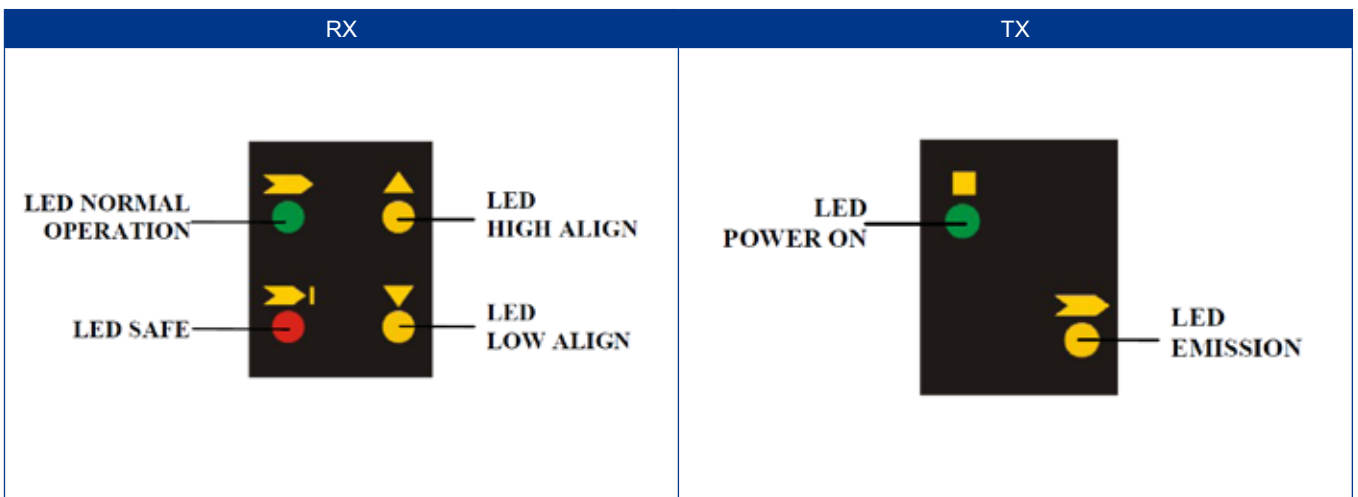 RX
TX
LED NORMAL
OPERATION
LED
HIGH ALIGN
LED SAFE
LED
LOW ALIGN
LED
POWER ON
LED
EMISSION